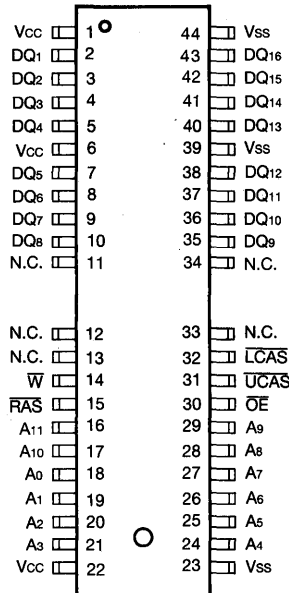 Vcc 1 44 Vss
DQ1 2 43 DQ16
DQ2 3 42 DQ15
DQ3 4 41 DQ14
DQ4 5 40 DQ13
Vcc 6 39 Vss
DQ5 7 38 DQ12
DQ6 8 37 DQ11
DQ7 9 36 DQ10
DQ8 10 35 DQ9
N.C. 11 34 N.C.
N.C. 12 33 N.C.
N.C. 13 32 L̅C̅A̅S̅
W̅ 14 31 U̅C̅A̅S̅
R̅A̅S̅ 15 30 O̅E̅
A11 16 29 A9
A10 17 28 A8
A0 18 27 A7
A1 19 26 A6
A2 20 25 A5
A3 21 24 A4
Vcc 22 23 Vss